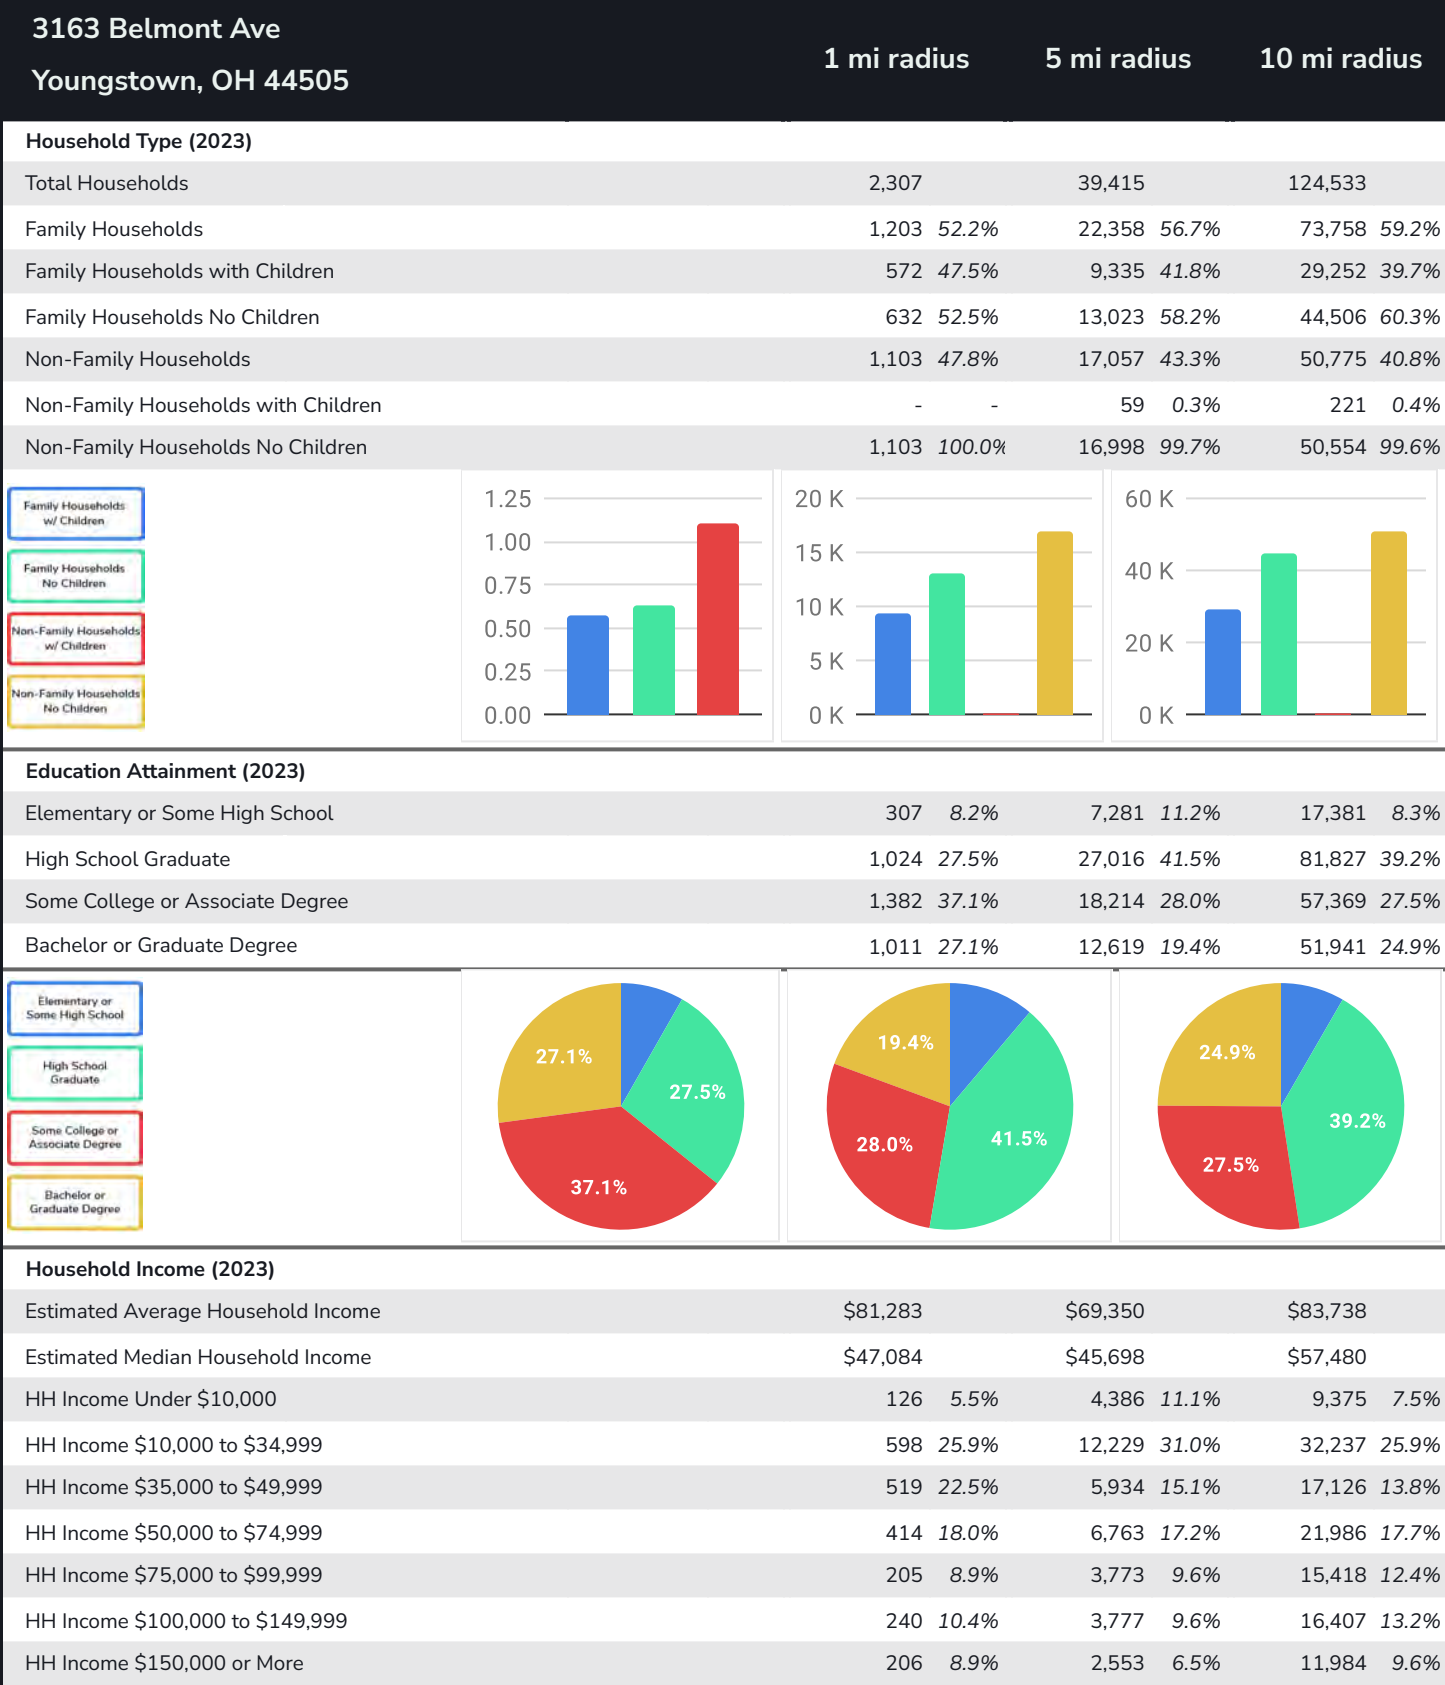 3163 Belmont Ave
Youngstown, OH 44505
1 mi radius 5 mi radius 10 mi radius
Household Type (2023)
Total Households 2,307 39,415 124,533
Family Households 1,203 52.2% 22,358 56.7% 73,758 59.2%
Family Households with Children 572 47.5% 9,335 41.8% 29,252 39.7%
Family Households No Children 632 52.5% 13,023 58.2% 44,506 60.3%
Non-Family Households 1,103 47.8% 17,057 43.3% 50,775 40.8%
Non-Family Households with Children - - 59 0.3% 221 0.4%
Non-Family Households No Children 1,103 100.0% 16,998 99.7% 50,554 99.6%
Family Households
w/ Children
Family Households
No Children
Non-Family Households
w/ Children
Non-Family Households
No Children
1.25
1.00
0.75
0.50
0.25
0.00
20 K
15 K
10 K
5 K
0 K
60 K
40 K
20 K
0 K
Education Attainment (2023)
Elementary or Some High School 307 8.2% 7,281 11.2% 17,381 8.3%
High School Graduate 1,024 27.5% 27,016 41.5% 81,827 39.2%
Some College or Associate Degree 1,382 37.1% 18,214 28.0% 57,369 27.5%
Bachelor or Graduate Degree 1,011 27.1% 12,619 19.4% 51,941 24.9%
Elementary or
Some High School
High School
Graduate
Some College or
Associate Degree
Bachelor or
Graduate Degree
27.1%
27.5%
37.1%
19.4%
41.5%
28.0%
24.9%
39.2%
27.5%
Household Income (2023)
Estimated Average Household Income $81,283 $69,350 $83,738
Estimated Median Household Income $47,084 $45,698 $57,480
HH Income Under $10,000 126 5.5% 4,386 11.1% 9,375 7.5%
HH Income $10,000 to $34,999 598 25.9% 12,229 31.0% 32,237 25.9%
HH Income $35,000 to $49,999 519 22.5% 5,934 15.1% 17,126 13.8%
HH Income $50,000 to $74,999 414 18.0% 6,763 17.2% 21,986 17.7%
HH Income $75,000 to $99,999 205 8.9% 3,773 9.6% 15,418 12.4%
HH Income $100,000 to $149,999 240 10.4% 3,777 9.6% 16,407 13.2%
HH Income $150,000 or More 206 8.9% 2,553 6.5% 11,984 9.6%